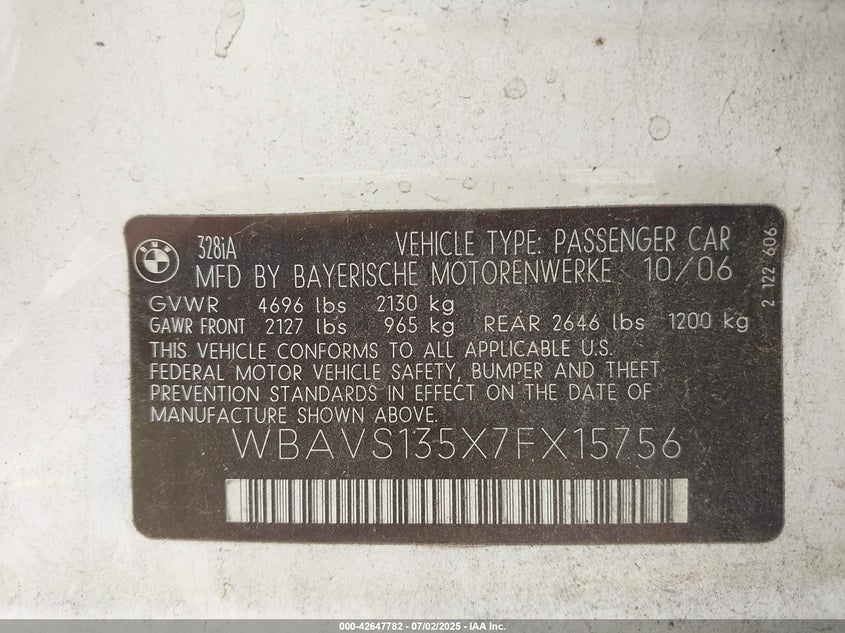 BMW
328iA VEHICLE TYPE: PASSENGER CAR
MFD BY BAYERISCHE MOTORENWERKE 10/06
GVWR 4696 lbs 2130 kg
GAWR FRONT 2127 lbs 965 kg REAR 2646 lbs 1200 kg
THIS VEHICLE CONFORMS TO ALL APPLICABLE U.S.
FEDERAL MOTOR VEHICLE SAFETY, BUMPER AND THEFT
PREVENTION STANDARDS IN EFFECT ON THE DATE OF
MANUFACTURE SHOWN ABOVE.
WBAVS135X7FX15756
2 122 606
000-42647782 - 07/02/2025 - IAA Inc.